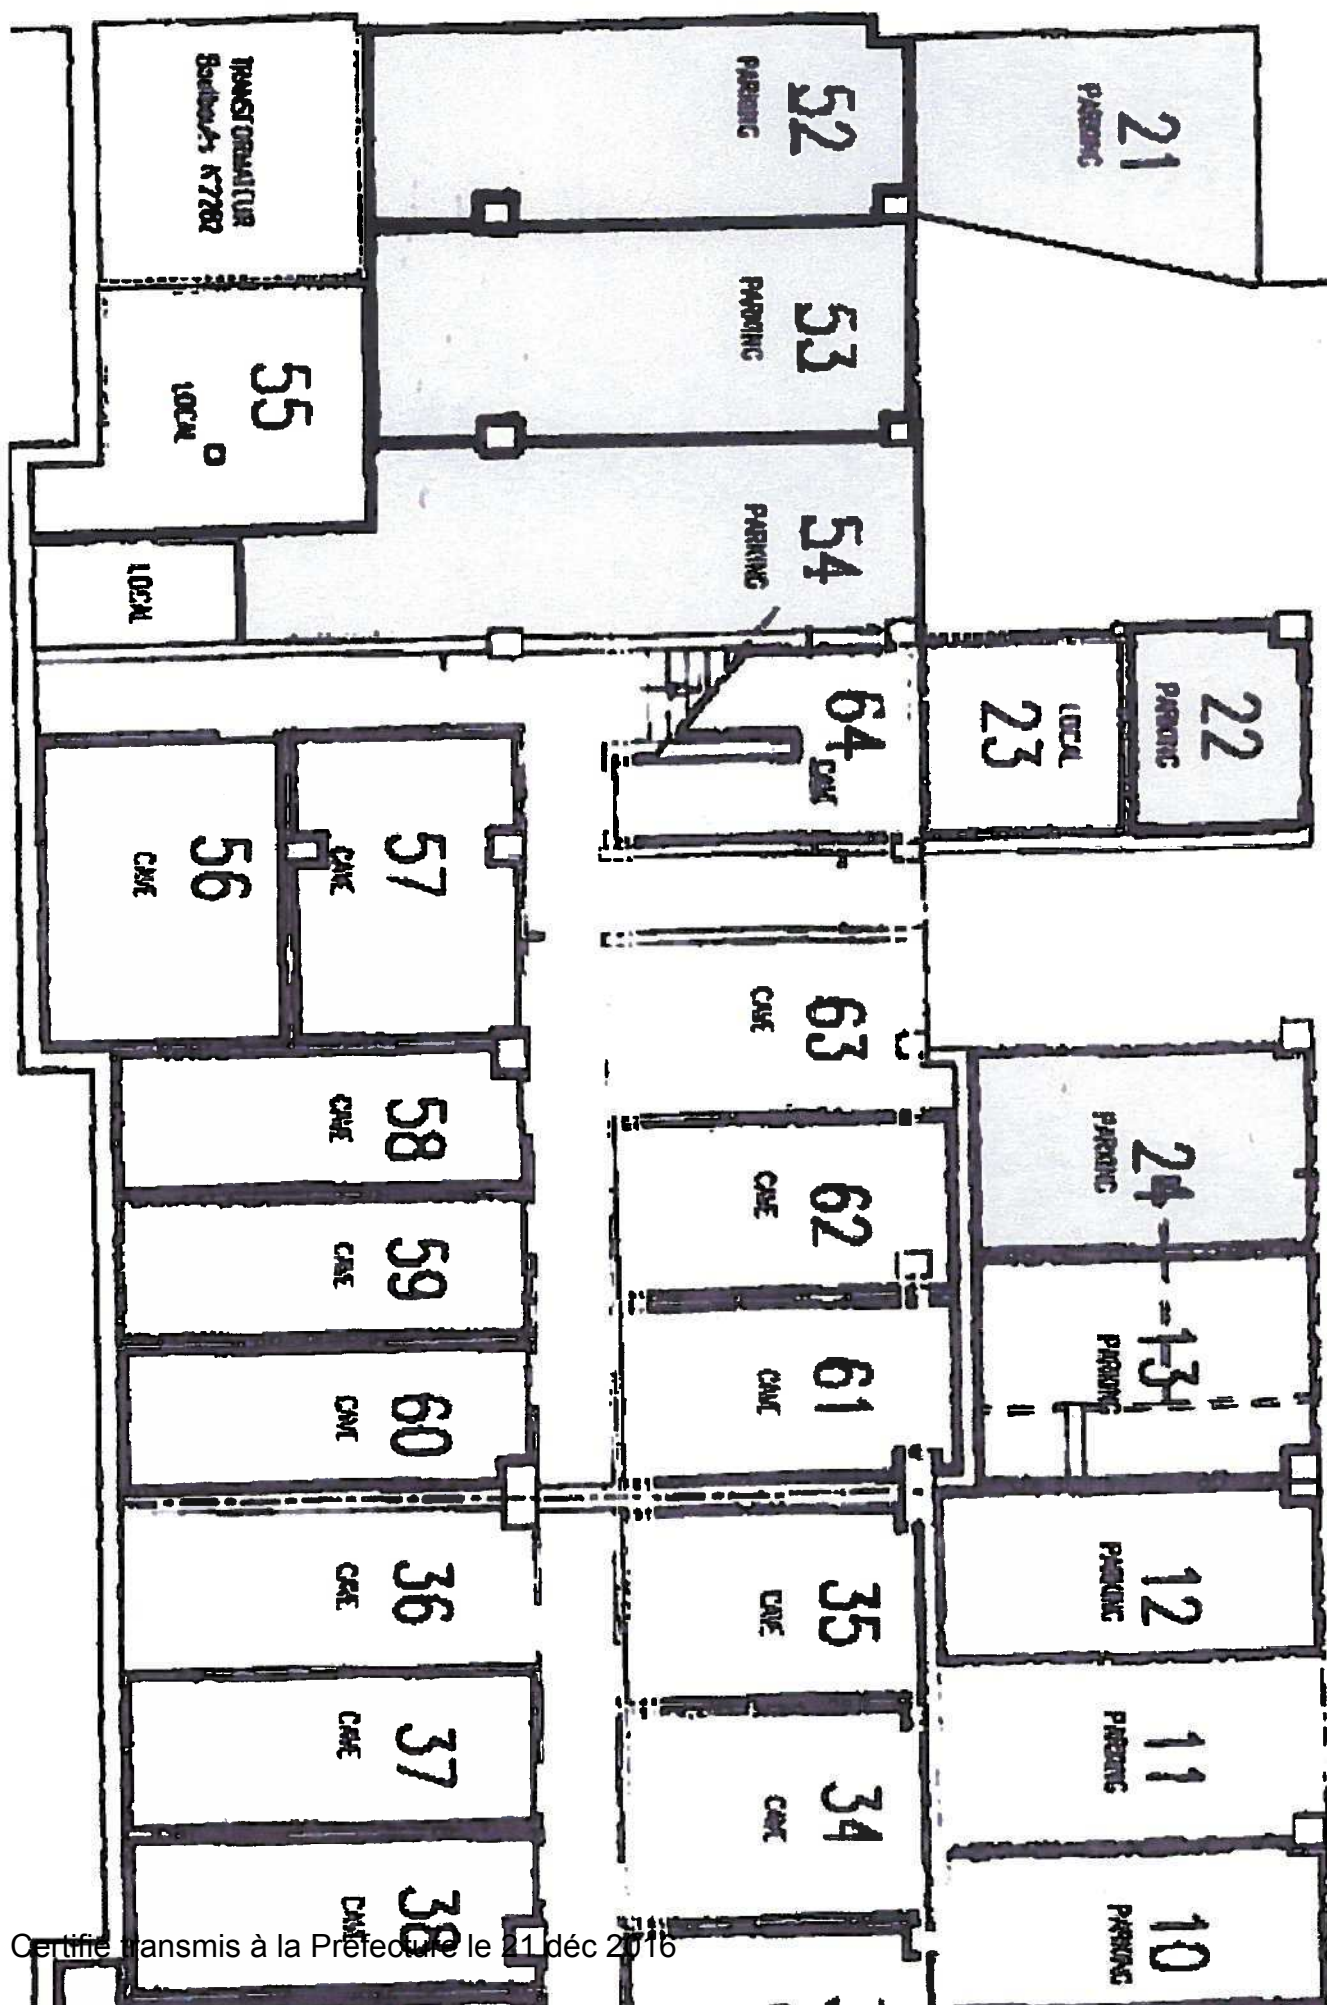 TRANSFORMATEUR
K7282
52
PARKING
21
PARKING
53
PARKING
55
LOCAL
54
PARKING
LOCAL
64
CAVE
23
LOCAL
22
PARKING
56
CAVE
57
CAVE
63
CAVE
58
CAVE
24
PARKING
62
CAVE
59
CAVE
61
CAVE
13
PARKING
60
CAVE
36
CAVE
35
CAVE
12
PARKING
37
CAVE
34
CAVE
11
PARKING
38
CAVE
10
PARKING
Certifié transmis à la Préfecture le 21 déc 2016